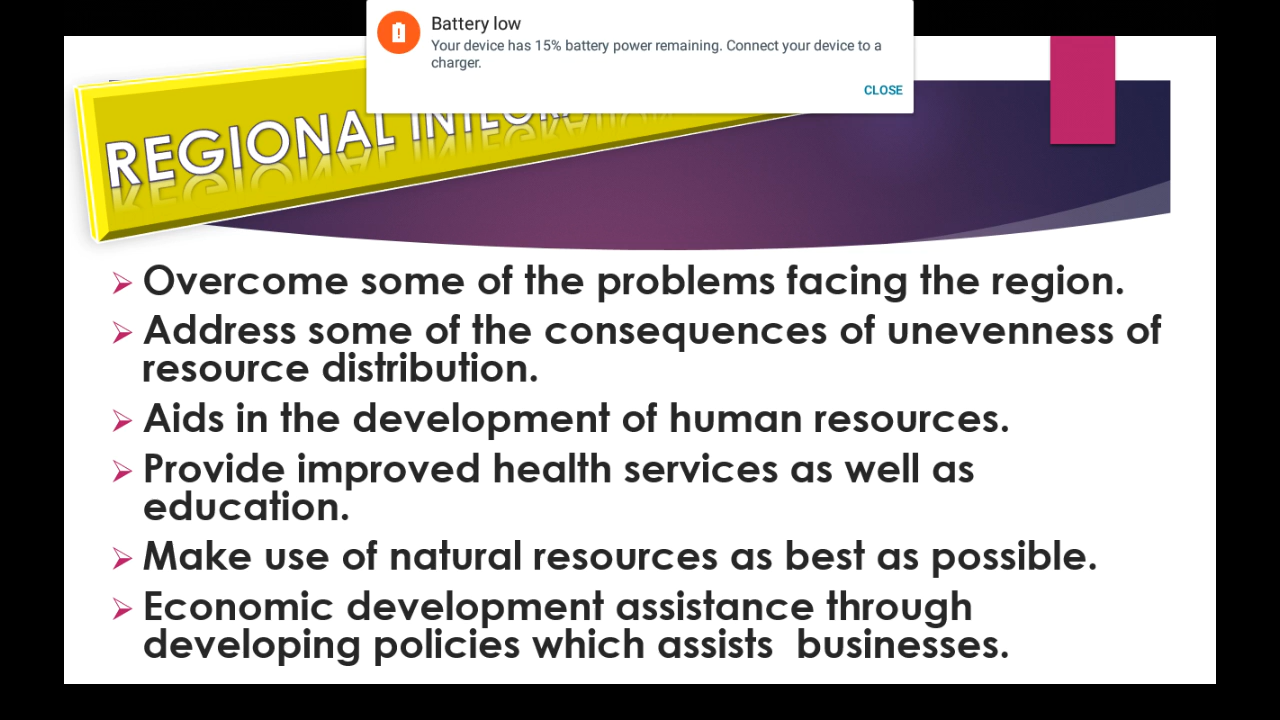 Battery low
Your device has 15% battery power remaining. Connect your device to a
charger.
CLOSE
REGIONAL
Overcome some of the problems facing the region.
Address some of the consequences of unevenness of
resource distribution.
Aids in the development of human resources.
Provide improved health services as well as
education.
Make use of natural resources as best as possible.
Economic development assistance through
developing policies which assists  businesses.